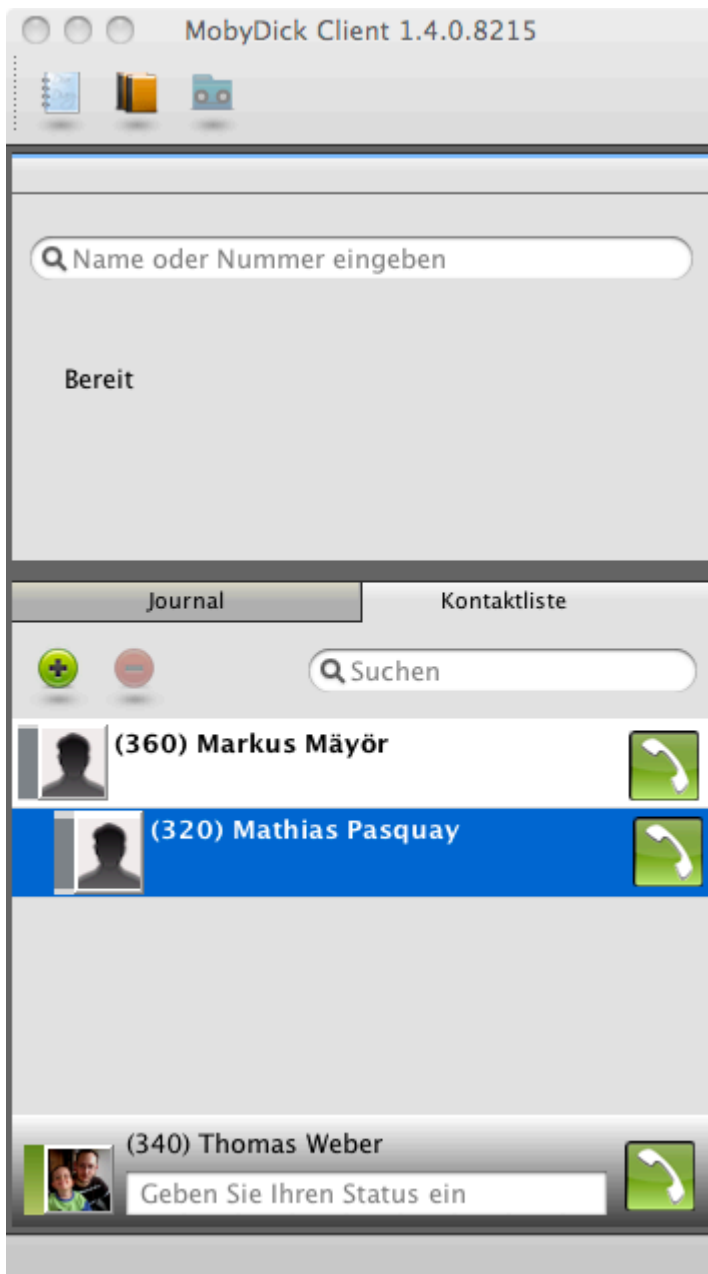 MobyDick Client 1.4.0.8215
Name oder Nummer eingeben
Bereit
Journal
Kontaktliste
Suchen
(360) Markus Mäyör
(320) Mathias Pasquay
(340) Thomas Weber
Geben Sie Ihren Status ein